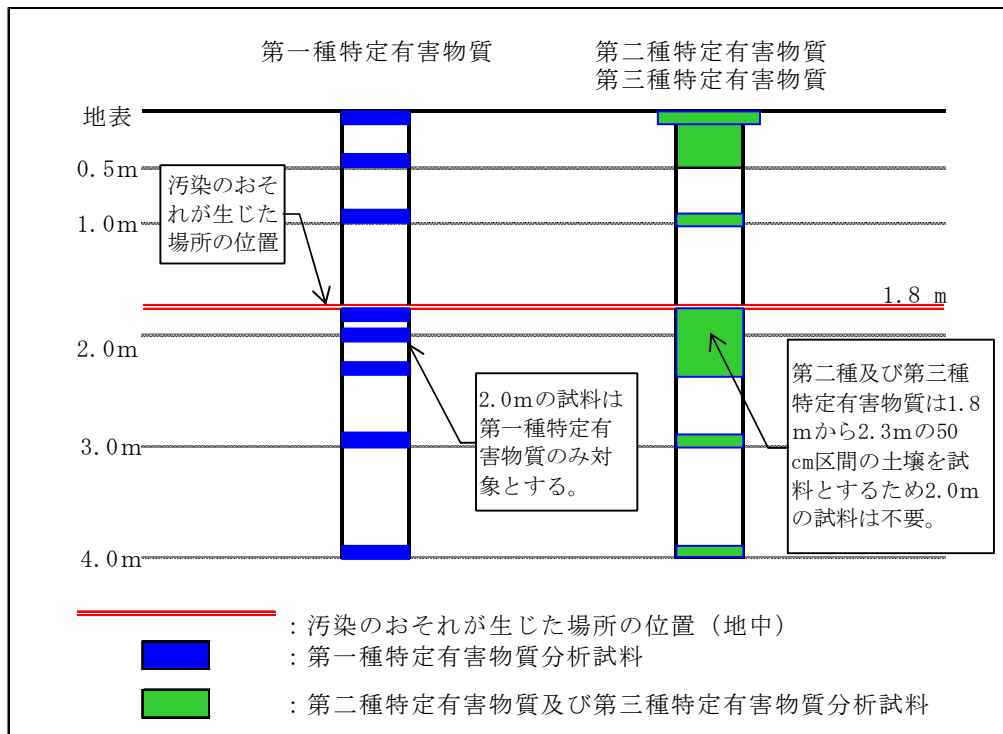 第一種特定有害物質
第二種特定有害物質
第三種特定有害物質
地表
0.5m
汚染のおそ
れが生じた
場所の位置
1.0m
1.8 m
2.0m
2.0mの試料は
第一種特定有
害物質のみ対
象とする。
第二種及び第三種
特定有害物質は1.8
mから2.3mの50
㎝区間の土壌を試
料とするため2.0m
の試料は不要。
3.0m
4.0m
：汚染のおそれが生じた場所の位置（地中）
：第一種特定有害物質分析試料
：第二種特定有害物質及び第三種特定有害物質分析試料